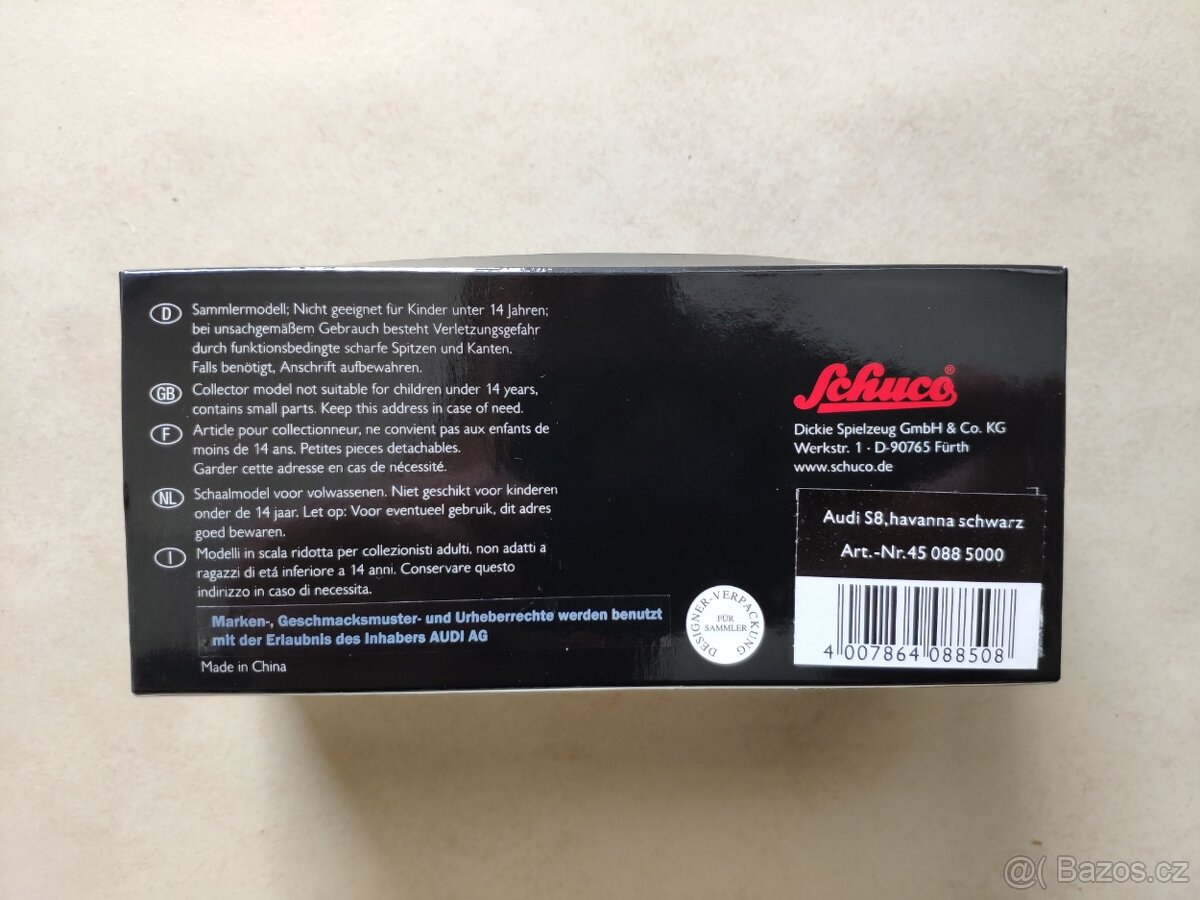 D Sammlermodell; Nicht geeignet für Kinder unter 14 Jahren;
bei unsachgemäßem Gebrauch besteht Verletzungsgefahr
durch funktionsbedingte scharfe Spitzen und Kanten.
Falls benötigt, Anschrift aufbewahren.
GB Collector model not suitable for children under 14 years,
contains small parts. Keep this address in case of need.
F Article pour collectionneur, ne convient pas aux enfants de
moins de 14 ans. Petites pieces detachables.
Garder cette adresse en cas de nécessité.
NL Schaalmodel voor volwassenen. Niet geschikt voor kinderen
onder de 14 jaar. Let op: Voor eventueel gebruik, dit adres
goed bewaren.
I Modelli in scala ridotta per collezionisti adulti, non adatti a
ragazzi di etá inferiore a 14 anni. Conservare questo
indirizzo in caso di necessita.
Marken-, Geschmacksmuster- und Urheberrechte werden benutzt
mit der Erlaubnis des Inhabers AUDI AG
Made in China
DESIGNER-VERPACKUNG
FÜR
SAMMLER
Schuco®
Dickie Spielzeug GmbH & Co. KG
Werkstr. 1 · D-90765 Fürth
www.schuco.de
Audi S8, havanna schwarz
Art.-Nr. 45 088 5000
4 007864 088508
@( Bazos.cz